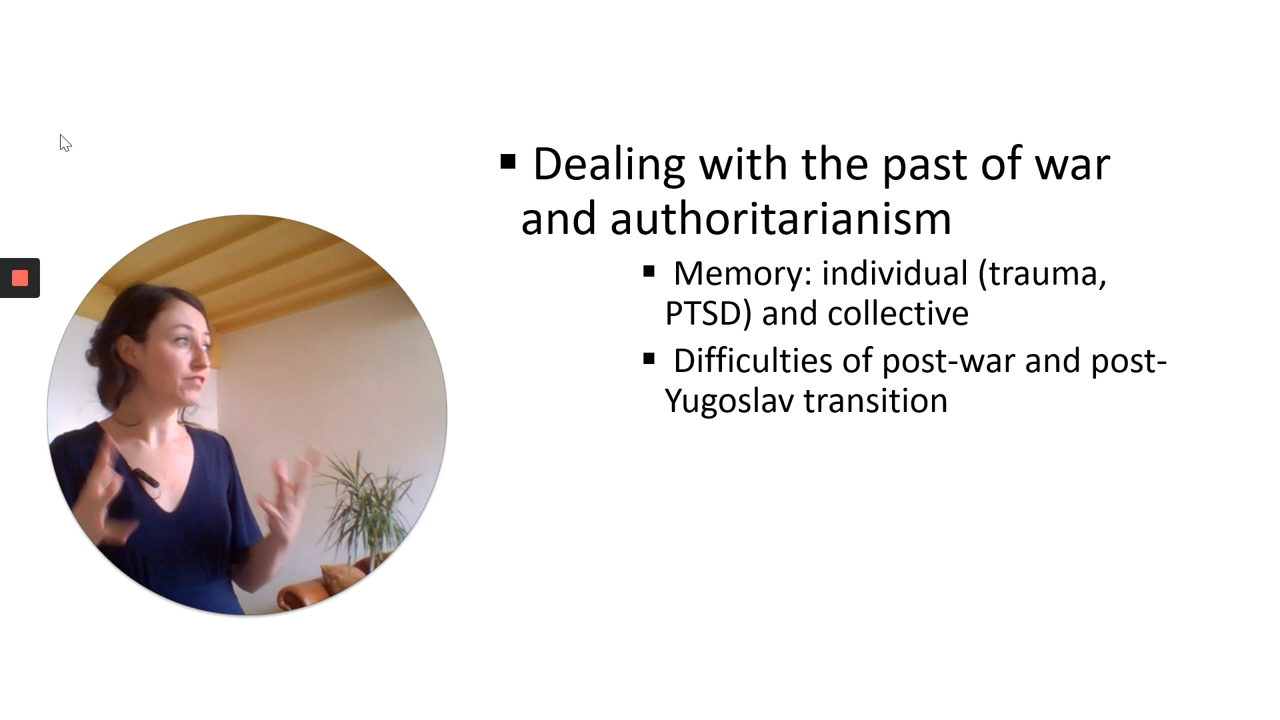 ▪ Dealing with the past of war
and authoritarianism
▪ Memory: individual (trauma,
PTSD) and collective
▪ Difficulties of post-war and post-
Yugoslav transition